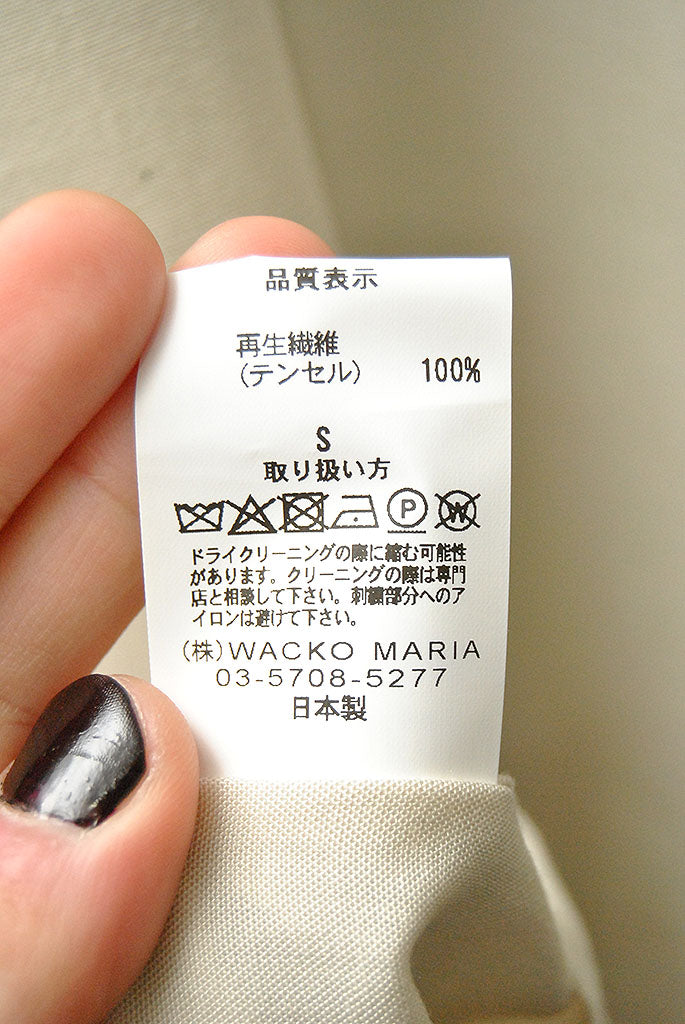 品質表示
再生繊維
(テンセル) 100%
S
取り扱い方
P W
ドライクリーニングの際に縮む可能性
があります。クリーニングの際は専門
店と相談して下さい。刺繍部分へのア
イロンは避けて下さい。
(株)WACKO MARIA
03-5708-5277
日本製